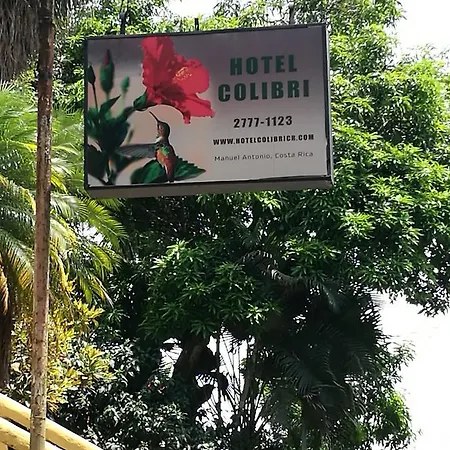 HOTEL
COLIBRI
2777-1123
WWW.HOTELCOLIBRICR.COM
Manuel Antonio, Costa Rica